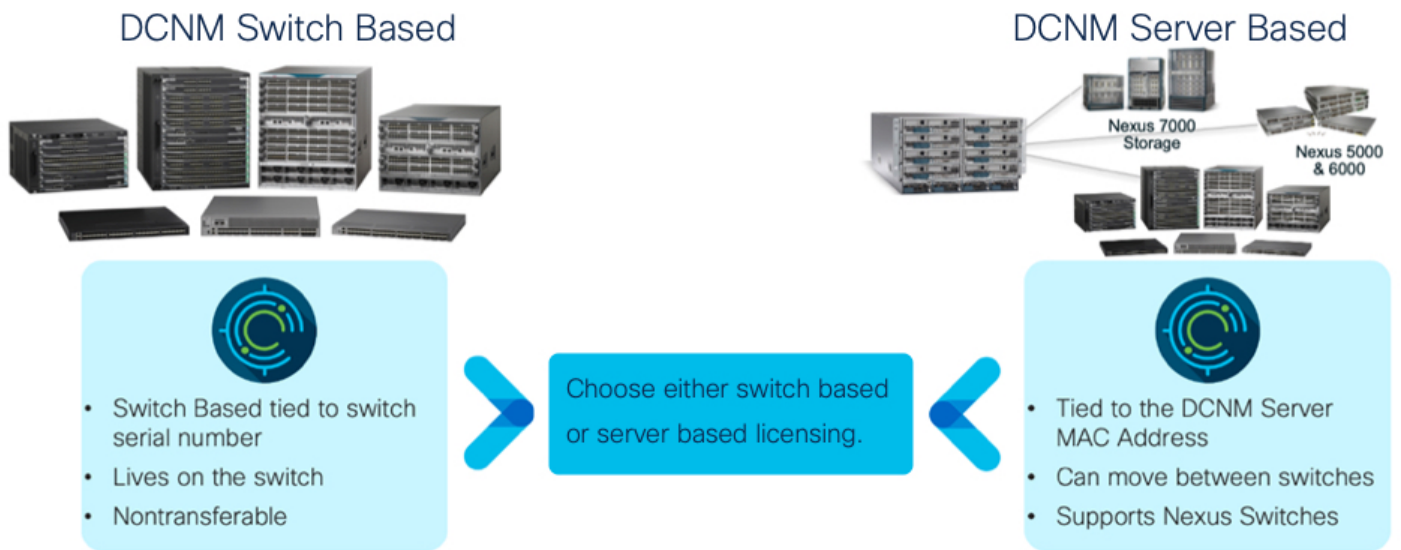 DCNM Switch Based
DCNM Server Based
Nexus 7000
Storage
Nexus 5000
& 6000
• Switch Based tied to switch
serial number
• Lives on the switch
• Nontransferable
Choose either switch based
or server based licensing.
• Tied to the DCNM Server
MAC Address
• Can move between switches
• Supports Nexus Switches